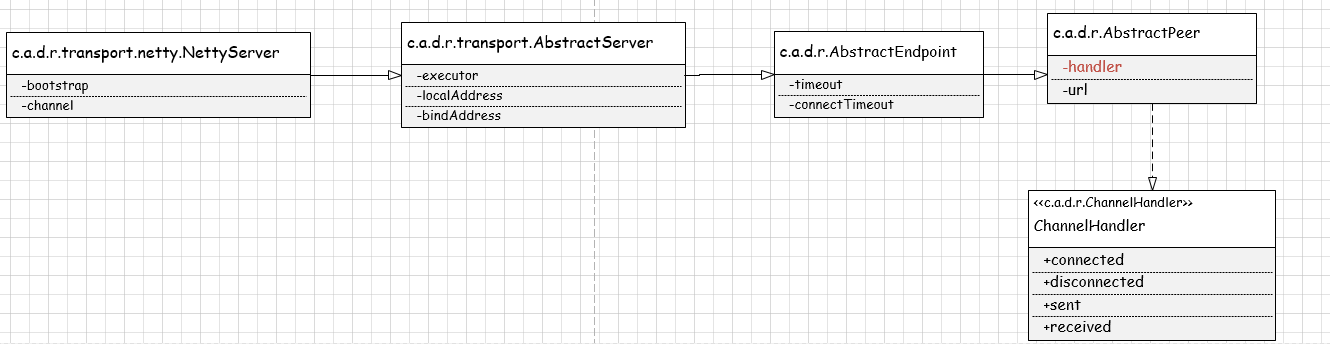 c.a.d.r.transport.netty.NettyServer
-bootstrap
-channel
c.a.d.r.transport.AbstractServer
-executor
-localAddress
-bindAddress
c.a.d.r.AbstractEndpoint
-timeout
-connectTimeout
c.a.d.r.AbstractPeer
-handler
-url
<<c.a.d.r.ChannelHandler>>
ChannelHandler
+connected
+disconnected
+sent
+received